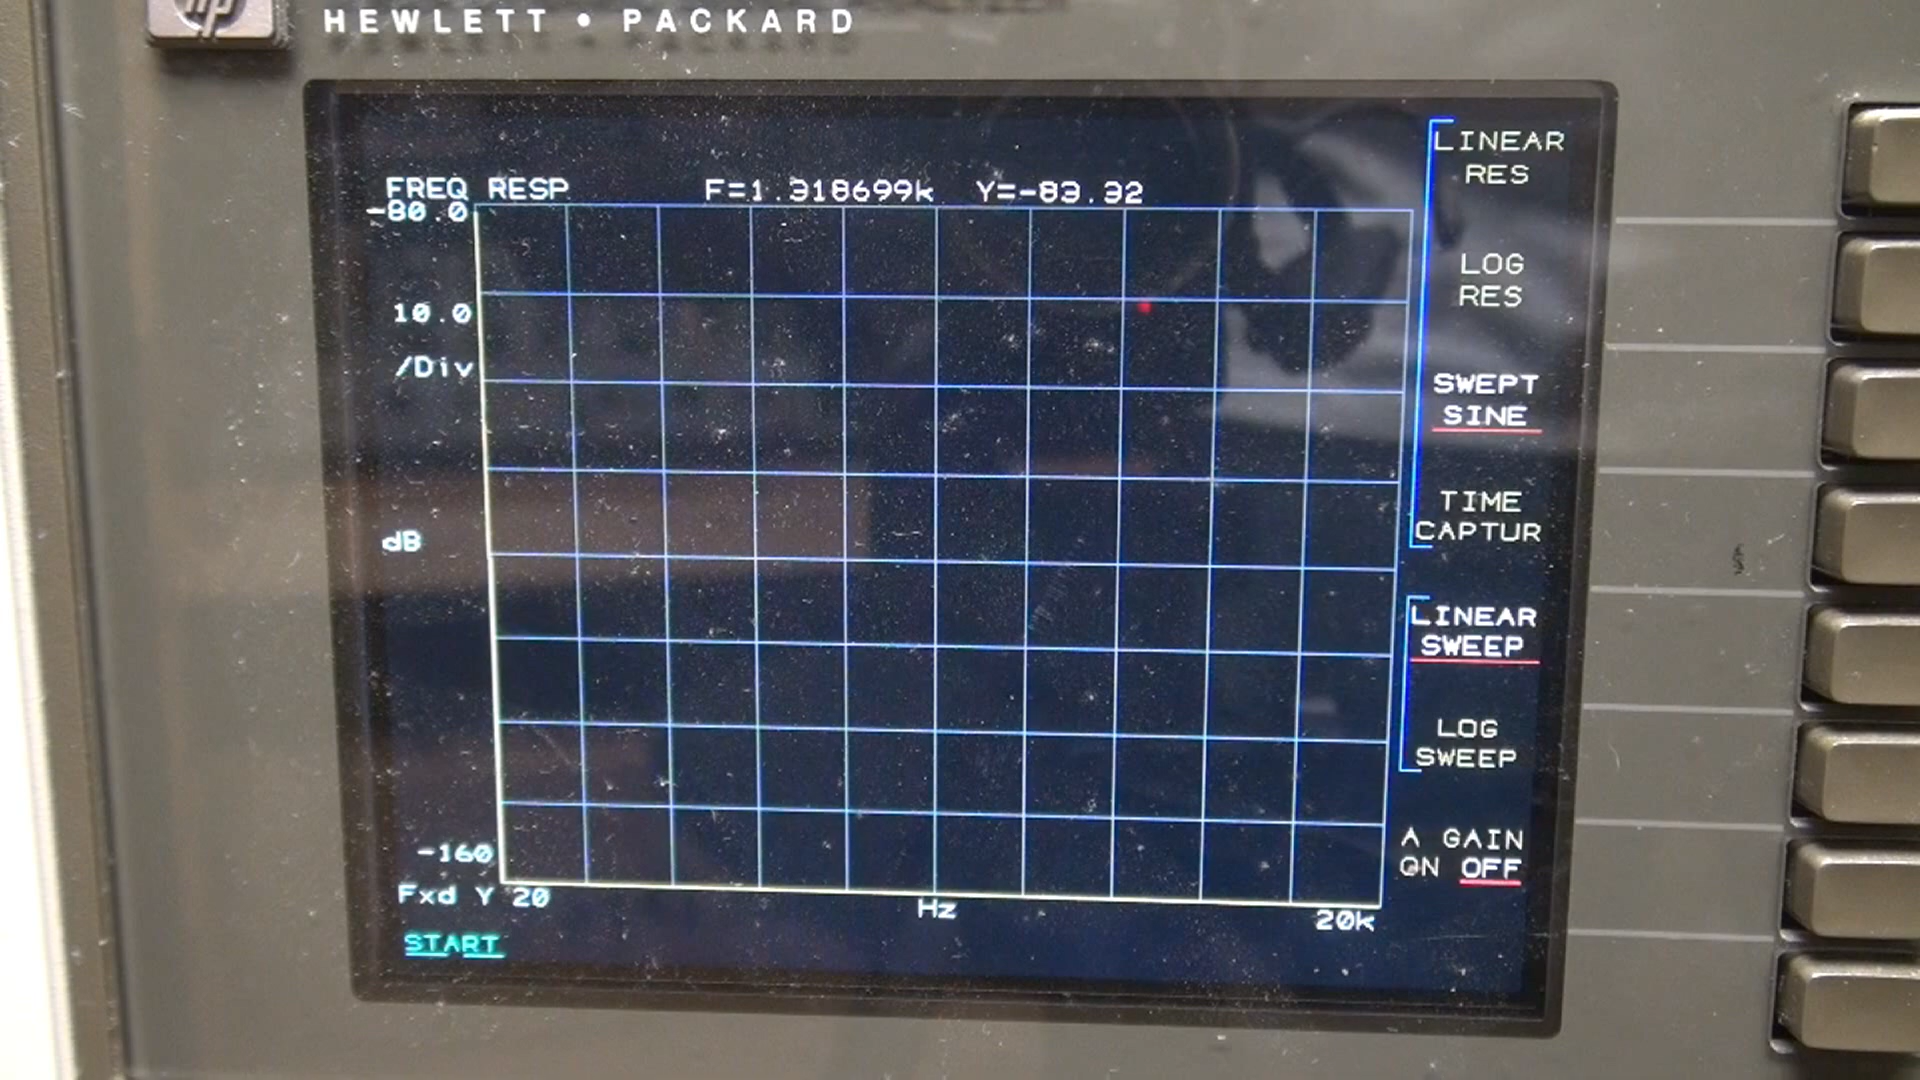 hp
HEWLETT • PACKARD
FREQ RESP F=1.318699k Y=-83.32
-80.0
10.0
/Div
dB
-160
Fxd Y 20 Hz 20k
START
LINEAR
RES
LOG
RES
SWEPT
SINE
TIME
CAPTUR
LINEAR
SWEEP
LOG
SWEEP
A GAIN
ON OFF